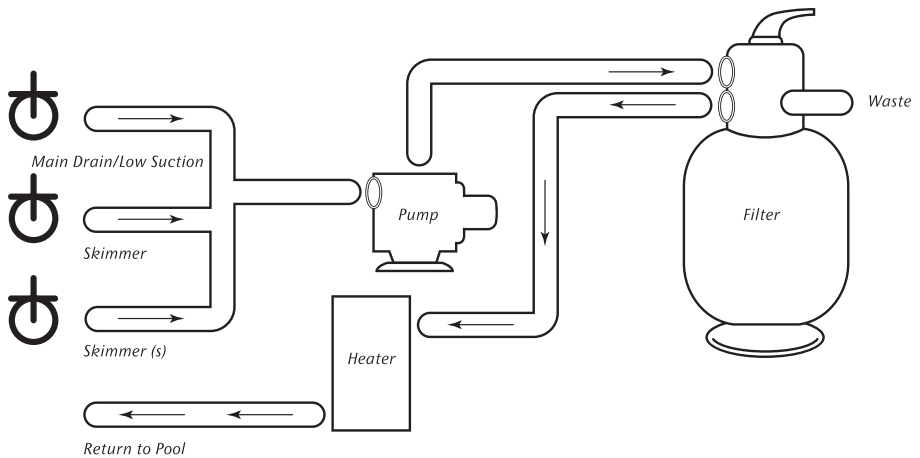 Waste
Main Drain/Low Suction
Pump
Filter
Skimmer
Skimmer (s)
Heater
Return to Pool